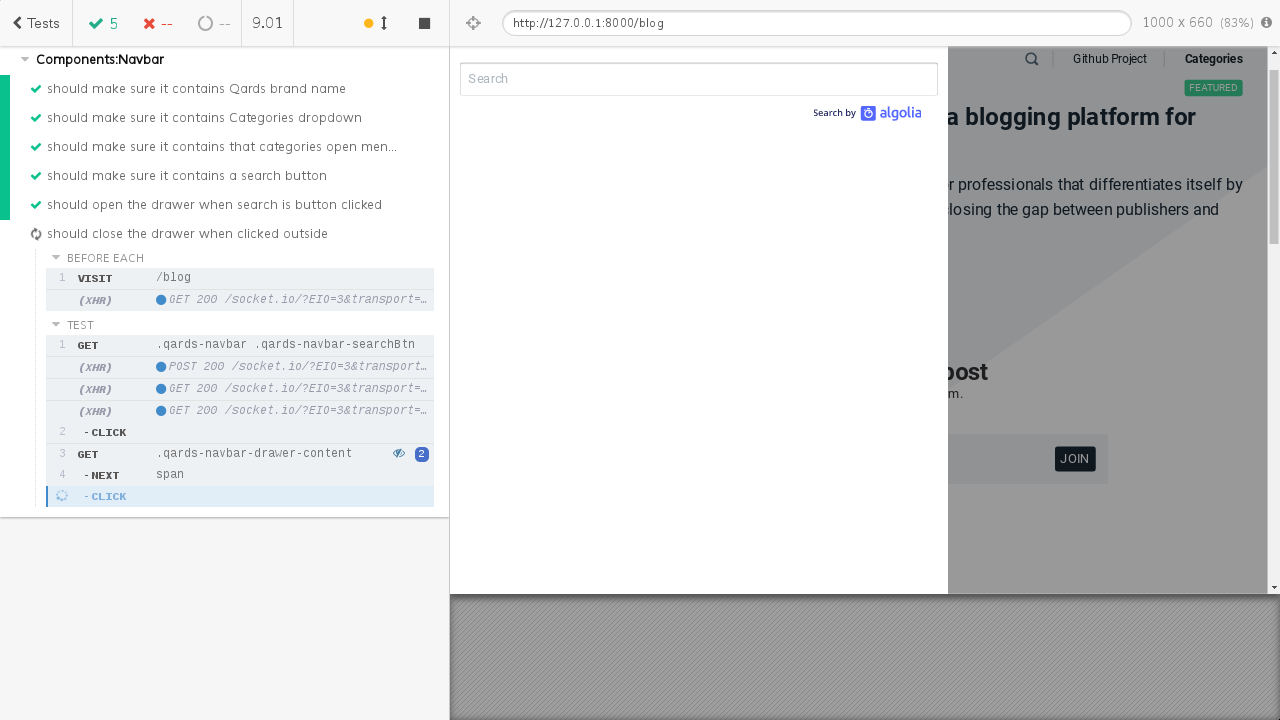 Tests
5
--
--
9.01
http://127.0.0.1:8000/blog
1000 x 660 (83%)
Components:Navbar
should make sure it contains Qards brand name
should make sure it contains Categories dropdown
should make sure it contains that categories open men...
should make sure it contains a search button
should open the drawer when search is button clicked
should close the drawer when clicked outside
BEFORE EACH
1 VISIT /blog
(XHR) GET 200 /socket.io/?EIO=3&transport=…
TEST
1 GET .qards-navbar .qards-navbar-searchBtn
(XHR) POST 200 /socket.io/?EIO=3&transport…
(XHR) GET 200 /socket.io/?EIO=3&transport=…
(XHR) GET 200 /socket.io/?EIO=3&transport=…
2 -CLICK
3 GET .qards-navbar-drawer-content 2
4 -NEXT span
-CLICK
Search
Search by algolia
Github Project
Categories
FEATURED
a blogging platform for
r professionals that differentiates itself by
losing the gap between publishers and
post
m.
JOIN